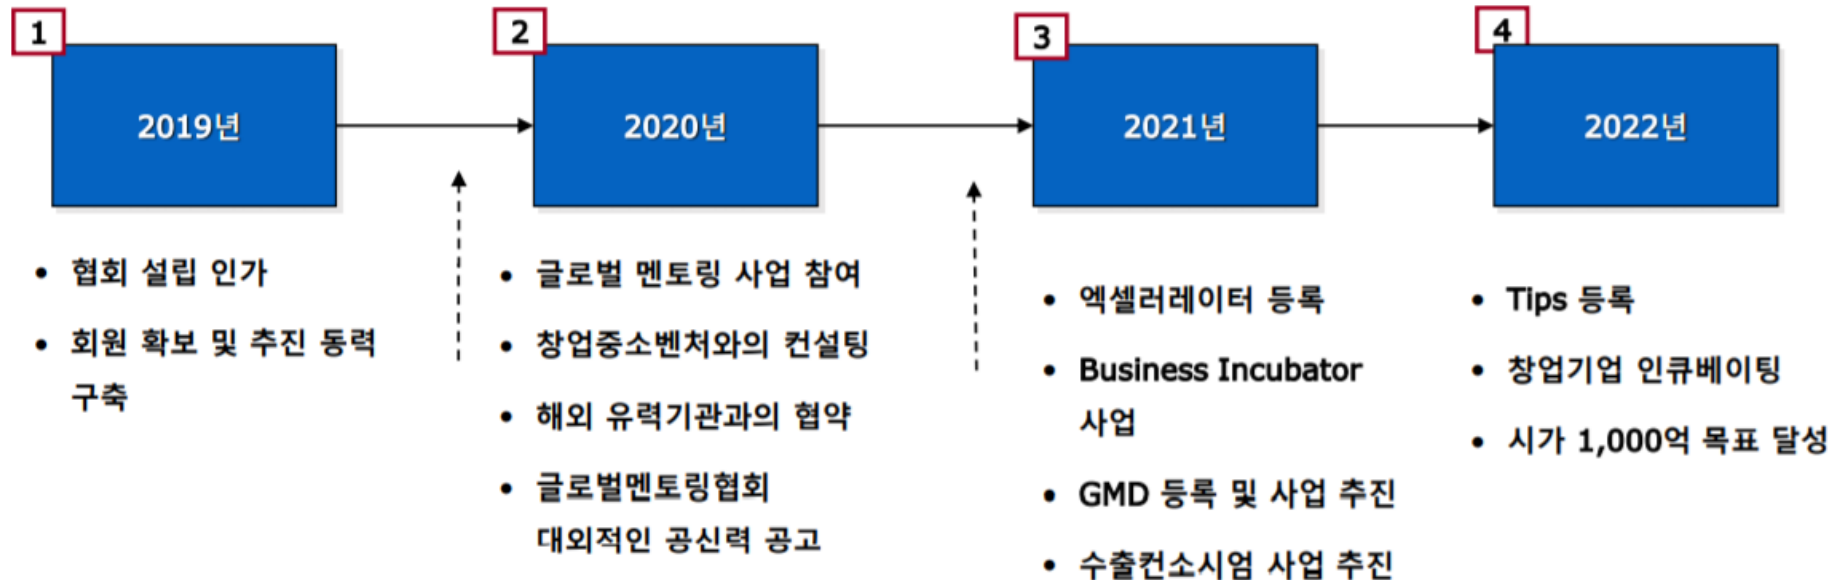 1
2019년
• 협회 설립 인가
• 회원 확보 및 추진 동력
구축
2
2020년
• 글로벌 멘토링 사업 참여
• 창업중소벤처와의 컨설팅
• 해외 유력기관과의 협약
• 글로벌멘토링협회
대외적인 공신력 공고
3
2021년
• 엑셀러레이터 등록
• Business Incubator
사업
• GMD 등록 및 사업 추진
• 수출컨소시엄 사업 추진
4
2022년
• Tips 등록
• 창업기업 인큐베이팅
• 시가 1,000억 목표 달성